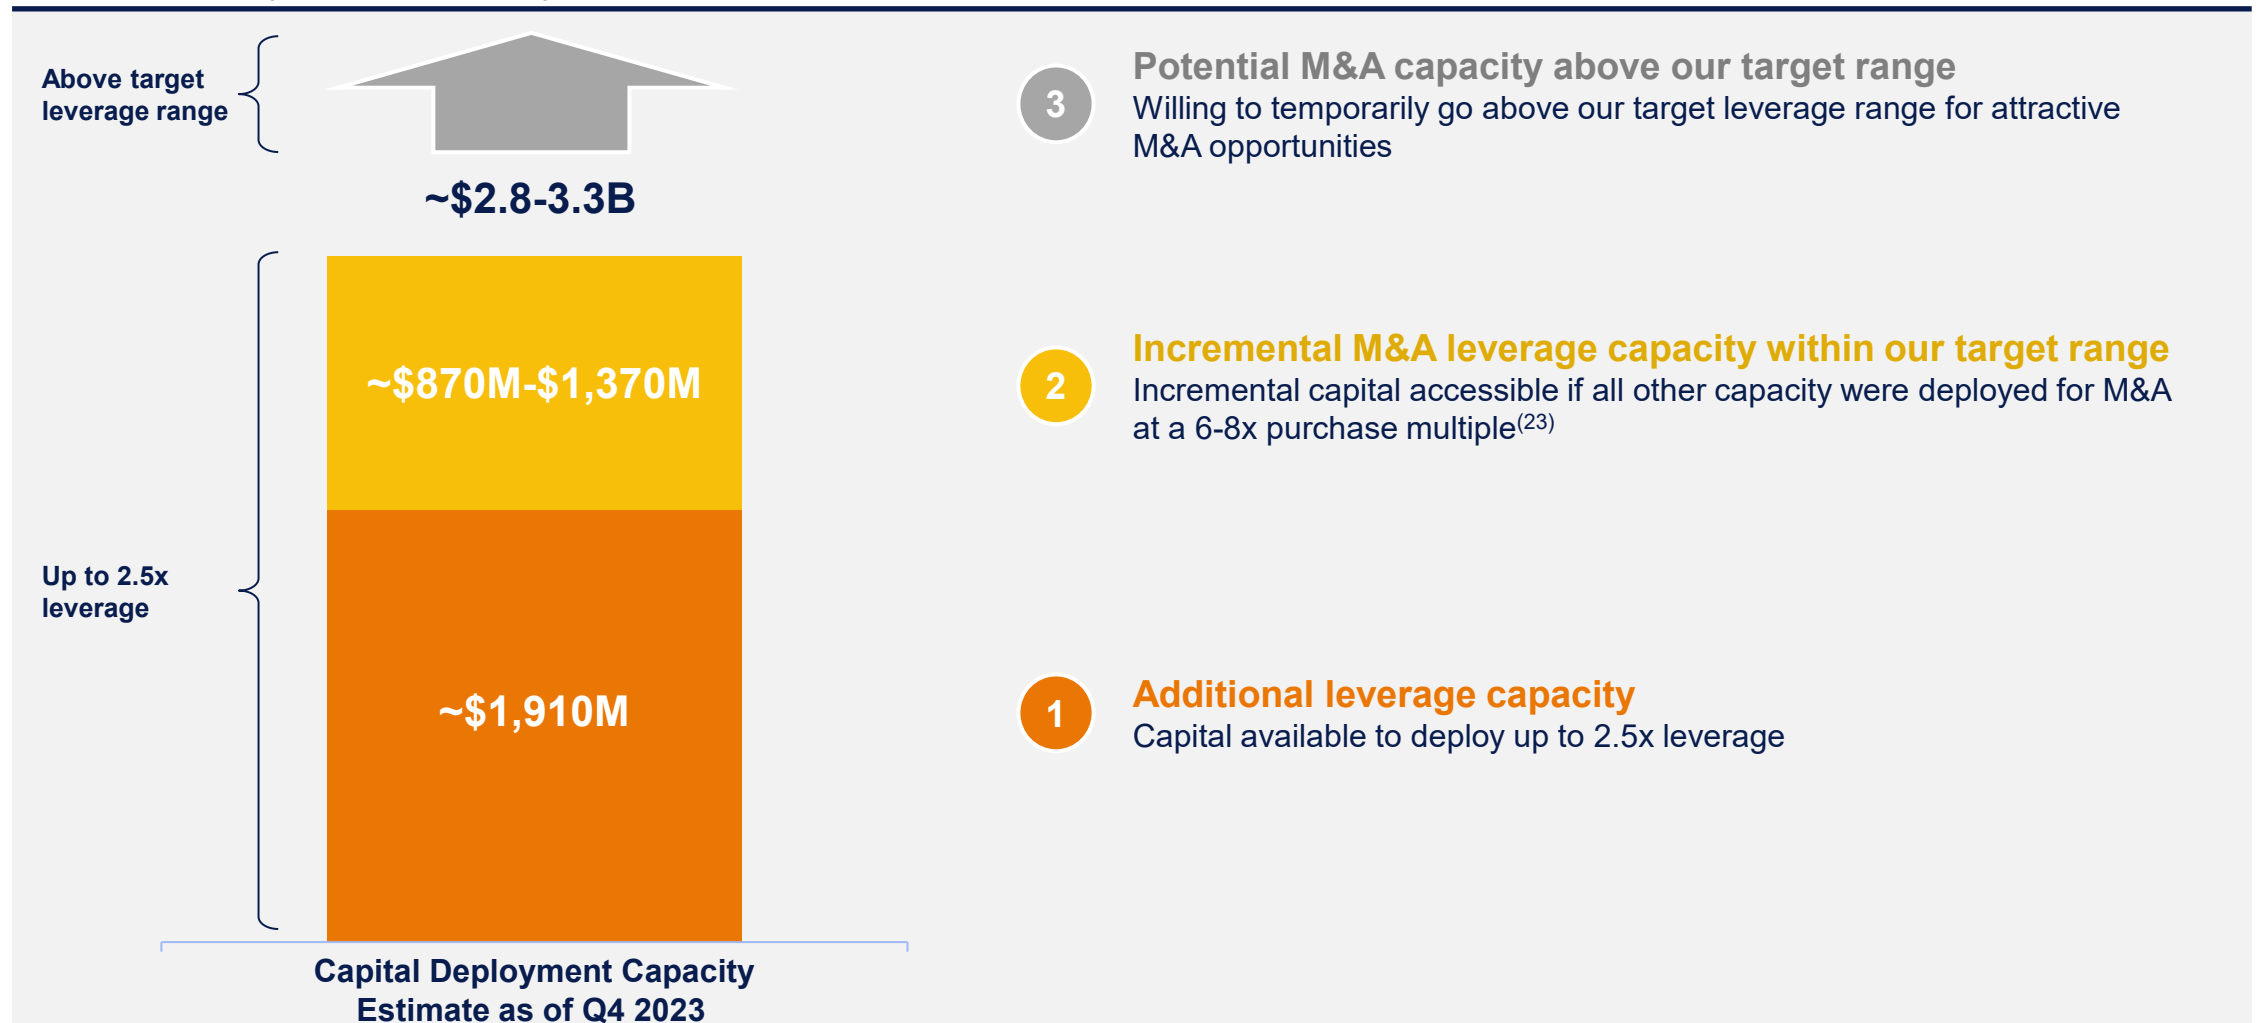 Above target
leverage range
~$2.8-3.3B
~$870M-$1,370M
Up to 2.5x
leverage
~$1,910M
Capital Deployment Capacity
Estimate as of Q4 2023
3
Potential M&A capacity above our target range
Willing to temporarily go above our target leverage range for attractive
M&A opportunities
2
Incremental M&A leverage capacity within our target range
Incremental capital accessible if all other capacity were deployed for M&A
at a 6-8x purchase multiple(23)
1
Additional leverage capacity
Capital available to deploy up to 2.5x leverage